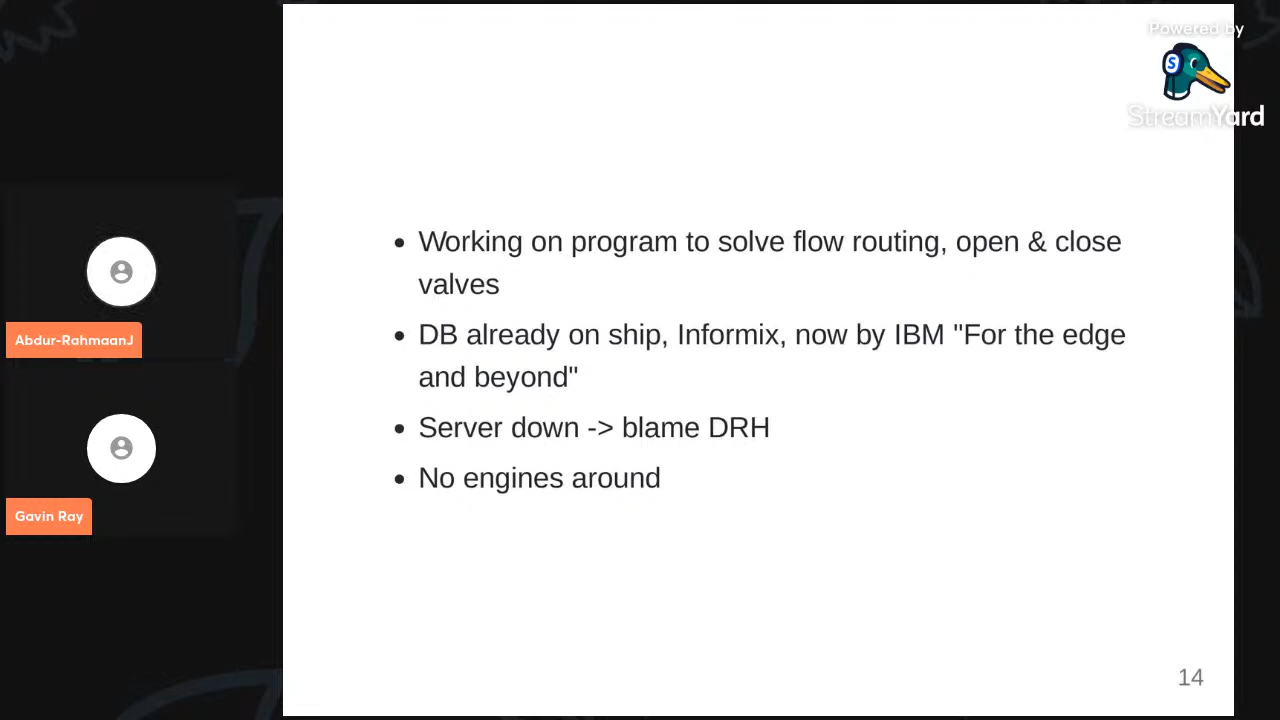 Powered by
StreamYard
• Working on program to solve flow routing, open & close
valves
• DB already on ship, Informix, now by IBM "For the edge
and beyond"
• Server down -> blame DRH
• No engines around
Abdur-RahmaanJ
Gavin Ray
14